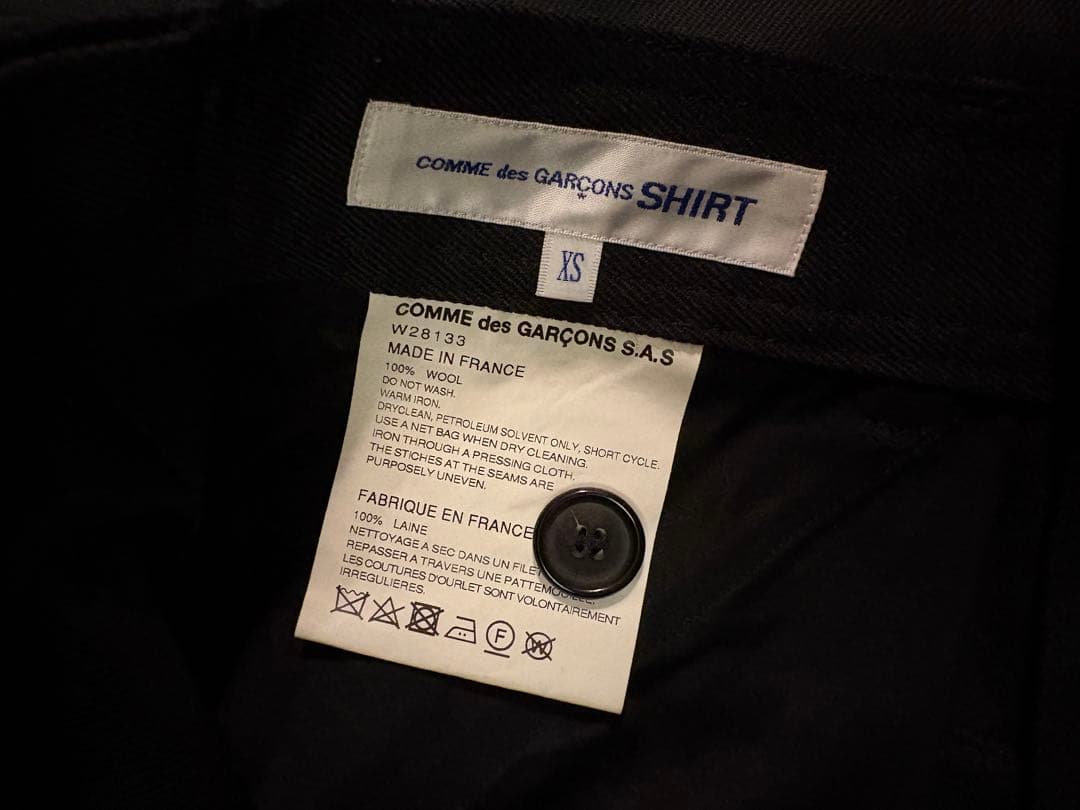 COMME des GARÇONS SHIRT
XS
COMME des GARÇONS S.A.S
W28133
MADE IN FRANCE
100% WOOL
DO NOT WASH.
WARM IRON.
DRYCLEAN, PETROLEUM SOLVENT ONLY, SHORT CYCLE.
USE A NET BAG WHEN DRY CLEANING.
IRON THROUGH A PRESSING CLOTH.
THE STICHES AT THE SEAMS ARE
PURPOSELY UNEVEN.
FABRIQUE EN FRANCE
100% LAINE
NETTOYAGE A SEC DANS UN FILET
REPASSER A TRAVERS UNE PATTEMOUILLE.
LES COUTURES D'OURLET SONT VOLONTAIREMENT
IRREGULIERES.
F W